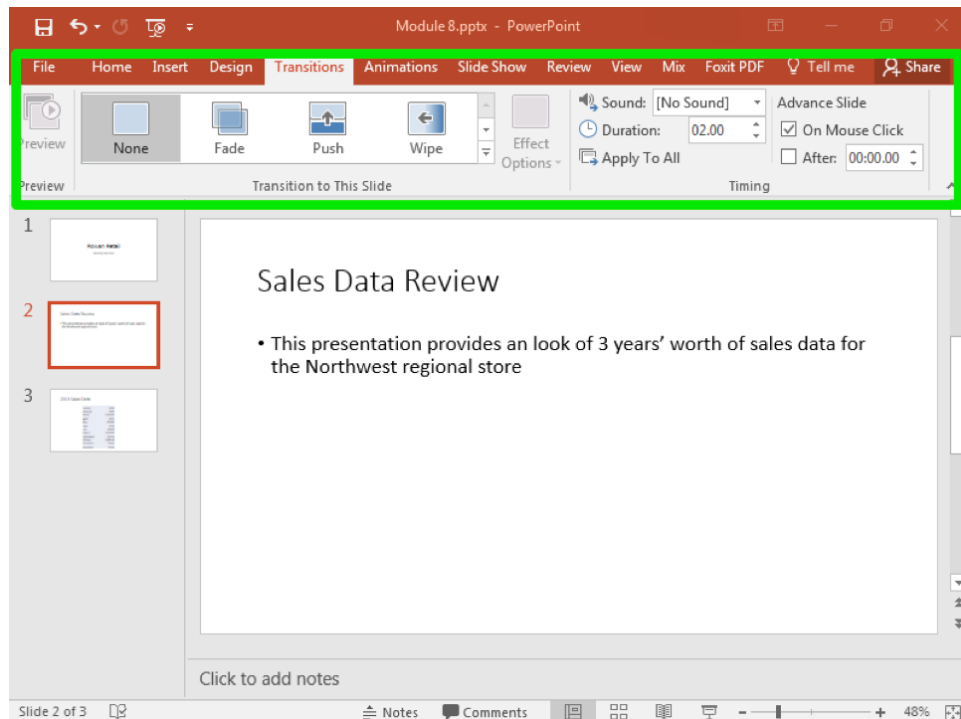 Module 8.pptx - PowerPoint
File Home Insert Design Transitions Animations Slide Show Review View Mix Foxit PDF Tell me Share
Preview
None Fade Push Wipe
Effect Options
Sound: [No Sound]
Duration: 02.00
Apply To All
Advance Slide
On Mouse Click
After: 00:00.00
Preview Transition to This Slide Timing
1
2
3
Sales Data Review
• This presentation provides an look of 3 years’ worth of sales data for
the Northwest regional store
Click to add notes
Slide 2 of 3 Notes Comments 48%